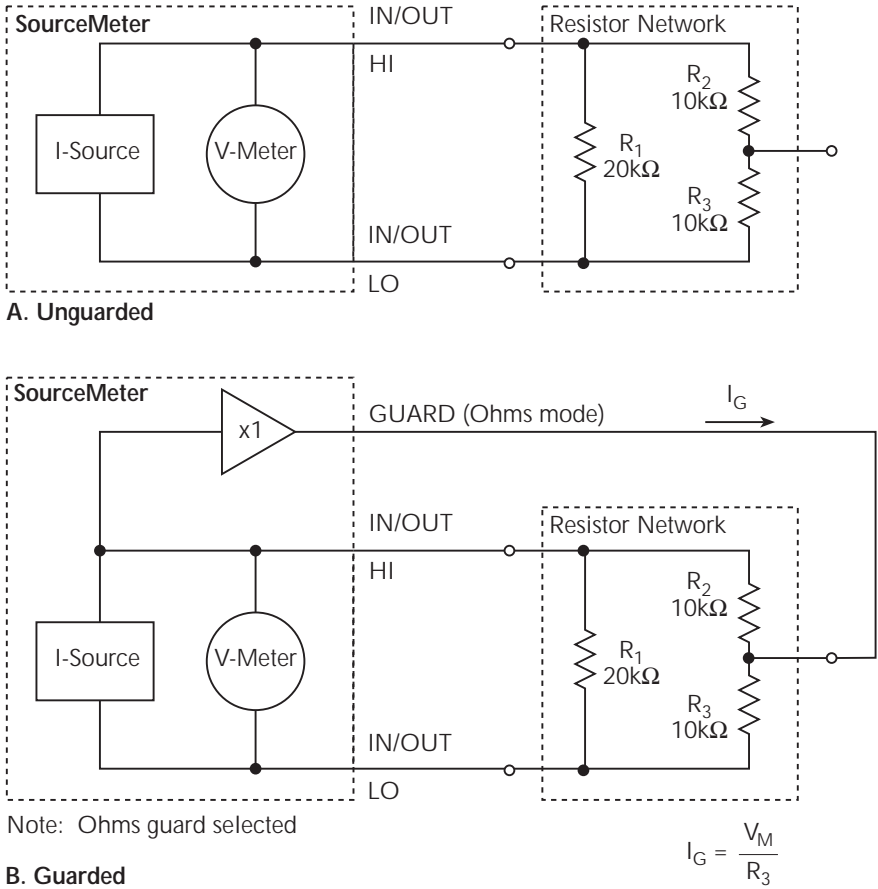 SourceMeter
IN/OUT
HI
I-Source
V-Meter
IN/OUT
LO
Resistor Network
R2
10kΩ
R1
20kΩ
R3
10kΩ
A. Unguarded
SourceMeter
x1
GUARD (Ohms mode)
IG
IN/OUT
HI
I-Source
V-Meter
IN/OUT
LO
Resistor Network
R2
10kΩ
R1
20kΩ
R3
10kΩ
Note: Ohms guard selected
IG = VM
R3
B. Guarded